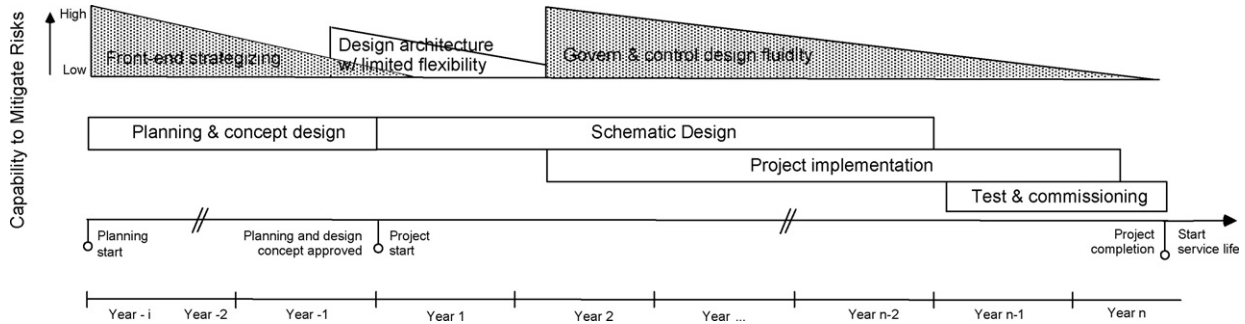 Capability to Mitigate Risks
High
Low
Front-end strategizing
Design architecture
w/ limited flexibility
Govern & control design fluidity
Planning & concept design
Schematic Design
Project implementation
Test & commissioning
Planning
start
Planning and design
concept approved
Project
start
Project
completion
Start
service life
Year - i
Year -2
Year -1
Year 1
Year 2
Year ...
Year n-2
Year n-1
Year n